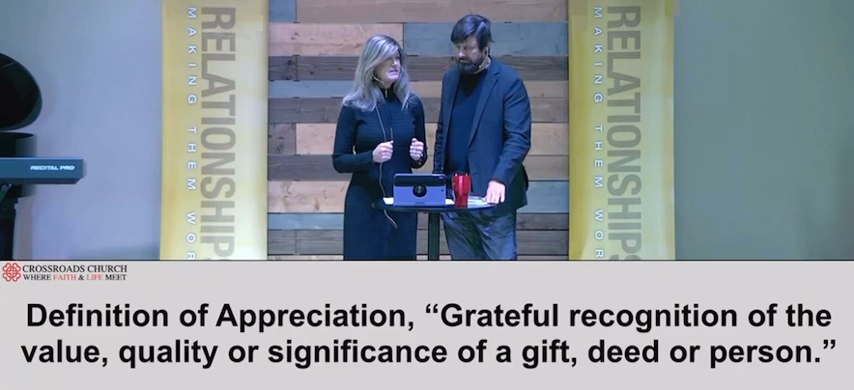 RELATIONSHIPS
MAKING THEM WOR
RELATIONSHIPS
MAKING THEM WOR
RECITAL PRO
CROSSROADS CHURCH
WHERE FAITH & LIFE MEET
Definition of Appreciation, “Grateful recognition of the
value, quality or significance of a gift, deed or person.”